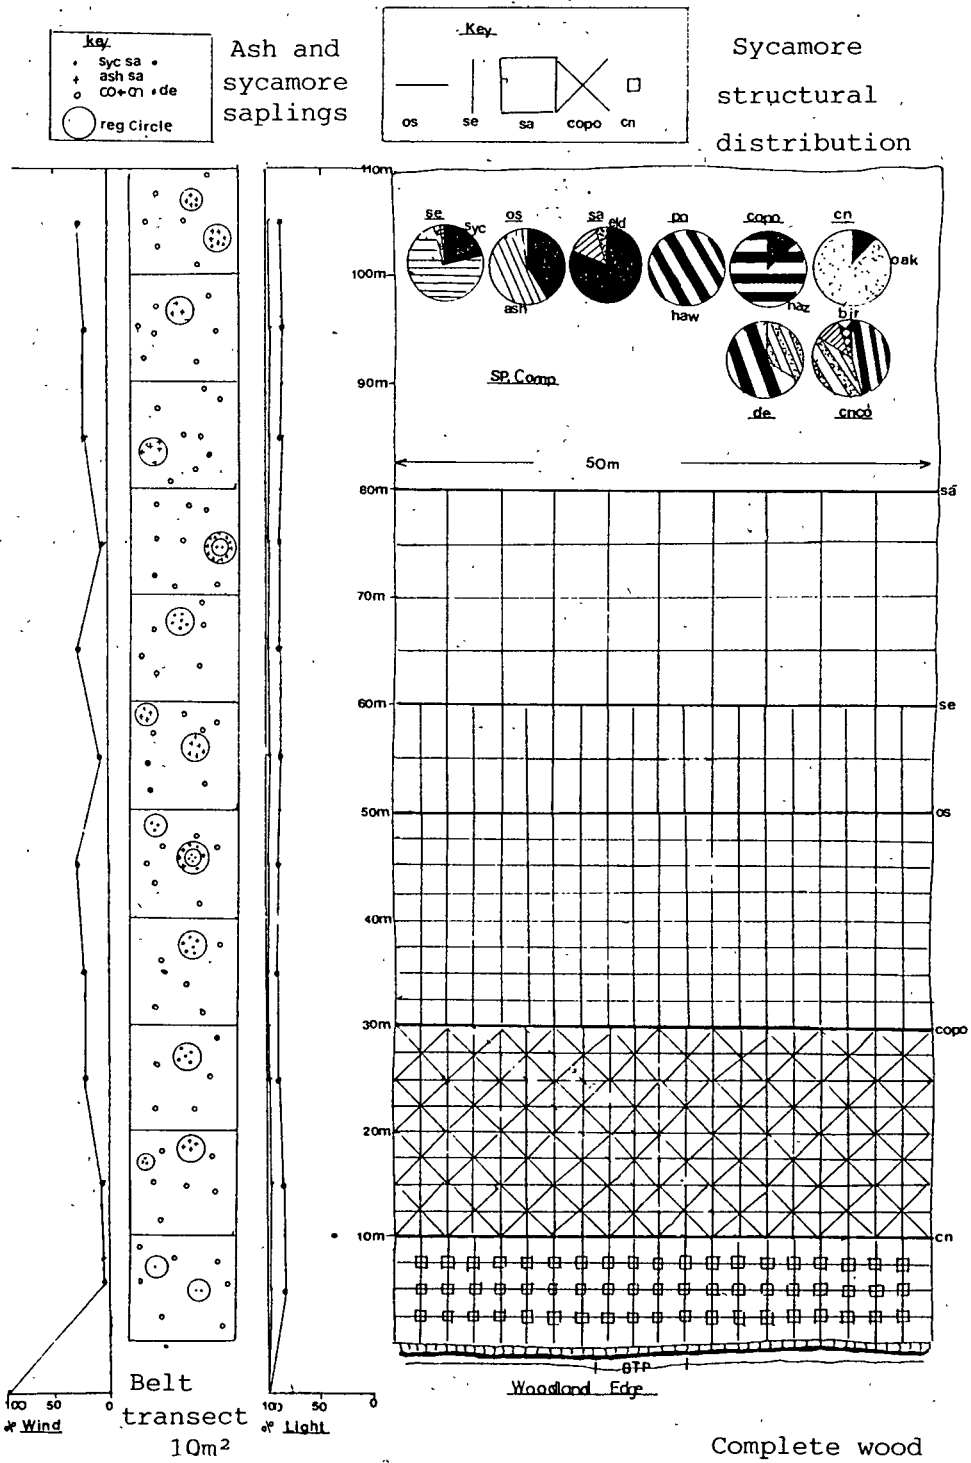 key
syc sa
ash sa
co+cn de
reg Circle
Ash and
sycamore
saplings
Key
os se sa copo cn
Sycamore
structural
distribution
110m
100m
90m
80m
70m
60m
50m
40m
30m
20m
10m
se os sa po copo cn
syc
eld
oak
ash
haw
haz
bir
de cnco
SP. Comp
50m
sa
se
os
copo
cn
BTP
Woodland Edge
100 50 0
% Wind
Belt
transect
10m²
100 50 0
% Light
Complete wood